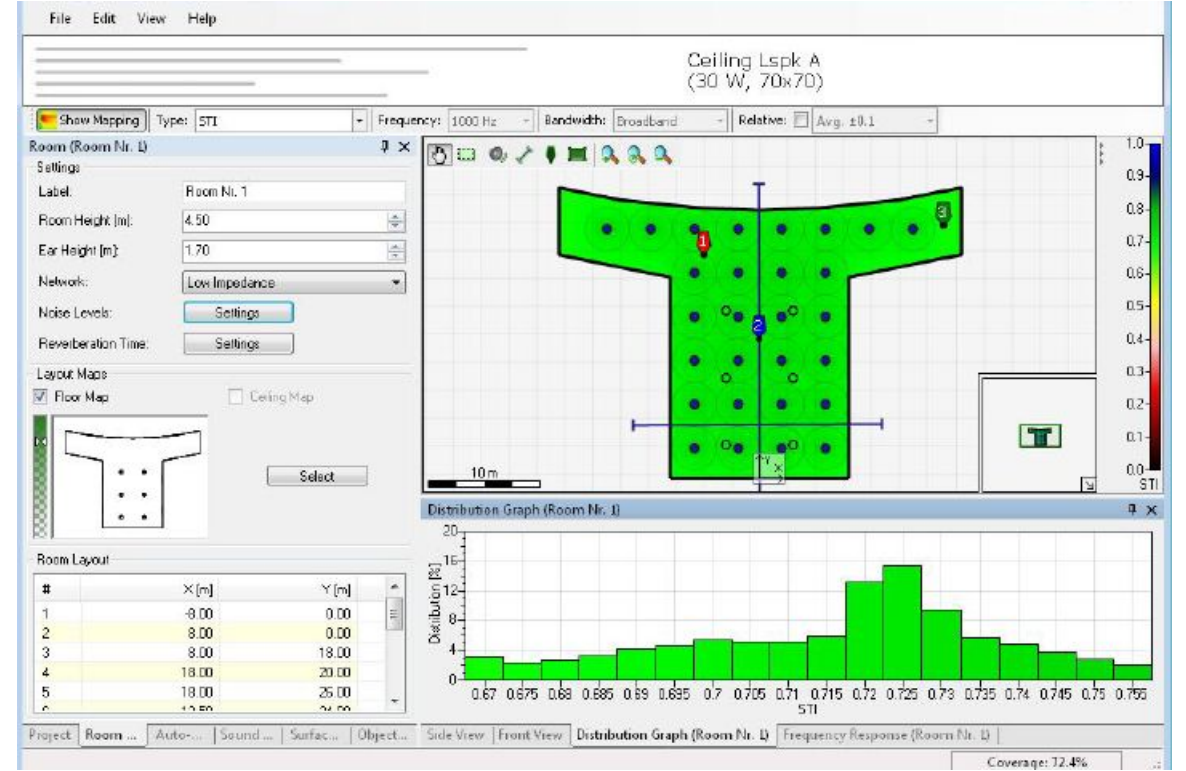 File Edit View Help
Ceiling Lspk A
(30 W, 70x70)
Show Mapping Type: STI Frequency: 1000 Hz Bandwidth: Broadband Relative: Avg. ±0.1
Room (Room Nr. 1)
Settings
Label: Room Nr. 1
Room Height [m]: 4.50
Ear Height [m]: 1.70
Network: Low Impedance
Noise Levels: Settings
Reverberation Time: Settings
Layout Maps
Floor Map Ceiling Map
Select
Room Layout
# X [m] Y [m]
1 -8.00 0.00
2 8.00 0.00
3 8.00 18.00
4 18.00 20.00
5 18.00 26.00
Project Room ... Auto-... Sound ... Surfac... Object...
1
2
3
10 m
Y
X
1.0
0.9
0.8
0.7
0.6
0.5
0.4
0.3
0.2
0.1
0.0
STI
Distribution Graph (Room Nr. 1)
Distribution [%]
20
16
12
8
4
0
0.67 0.675 0.68 0.685 0.69 0.695 0.7 0.705 0.71 0.715 0.72 0.725 0.73 0.735 0.74 0.745 0.75 0.755
STI
Side View Front View Distribution Graph (Room Nr. 1) Frequency Response (Room Nr. 1)
Coverage: 72.4%